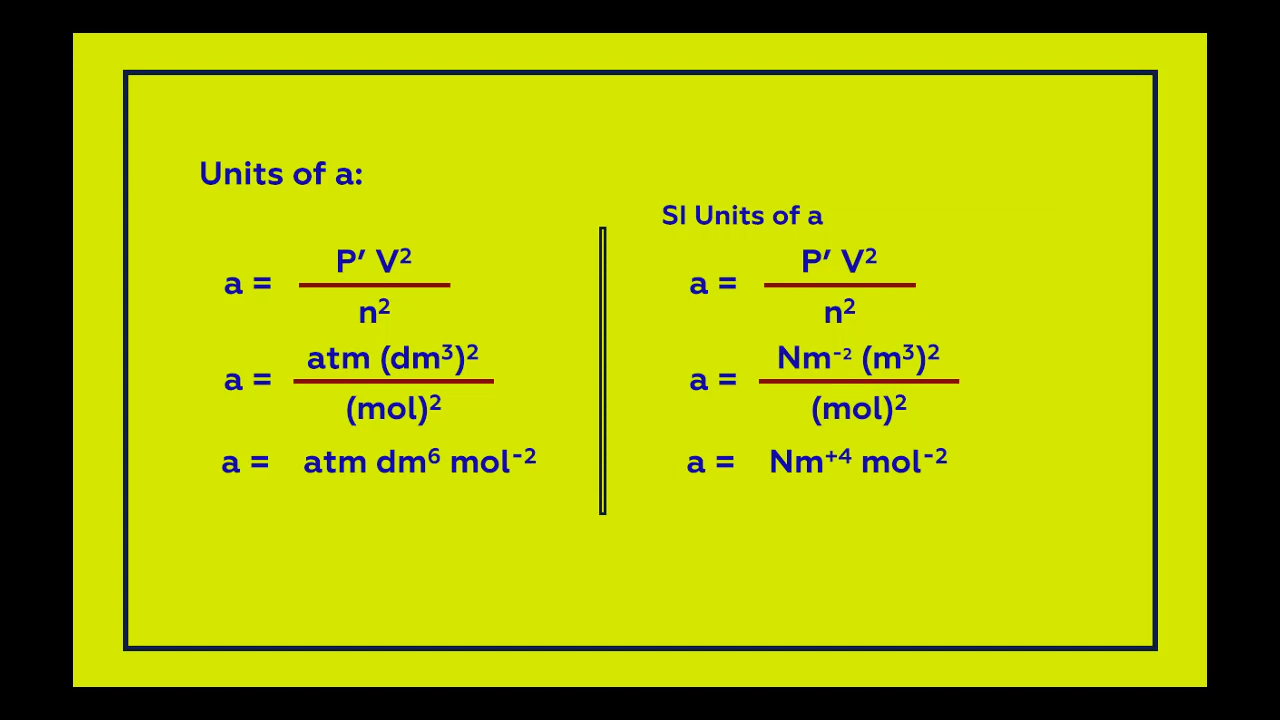 Units of a:
a = P′ V² / n²
a = atm (dm³)² / (mol)²
a = atm dm⁶ mol⁻²
SI Units of a
a = P′ V² / n²
a = Nm⁻² (m³)² / (mol)²
a = Nm⁺⁴ mol⁻²